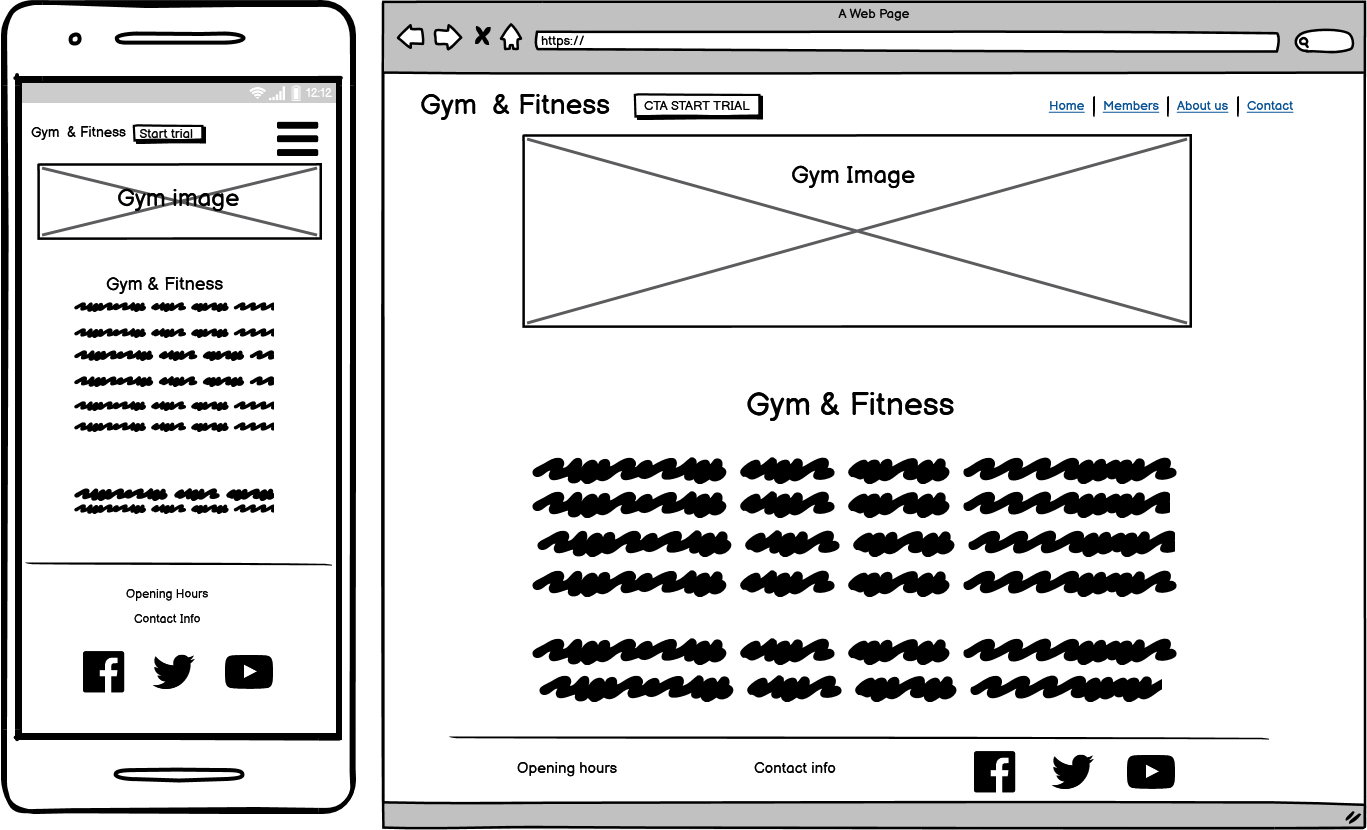 12:12
Gym & Fitness Start trial
Gym image
Gym & Fitness
Opening Hours
Contact Info
A Web Page
https://
Gym & Fitness CTA START TRIAL Home Members About us Contact
Gym Image
Gym & Fitness
Opening hours Contact info